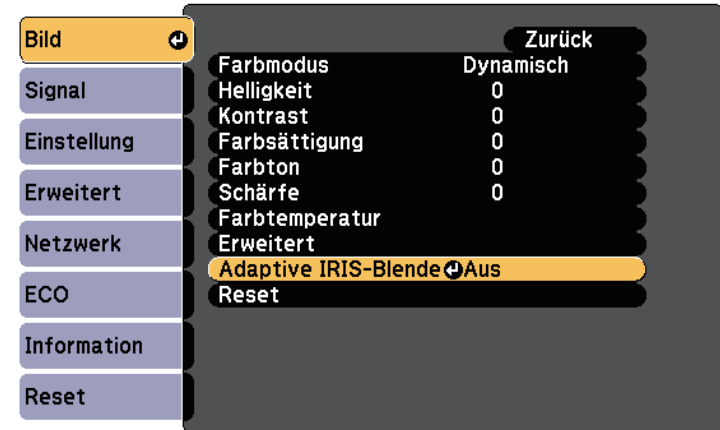 Bild
Signal
Einstellung
Erweitert
Netzwerk
ECO
Information
Reset
Zurück
Farbmodus Dynamisch
Helligkeit 0
Kontrast 0
Farbsättigung 0
Farbton 0
Schärfe 0
Farbtemperatur
Erweitert
Adaptive IRIS-Blende Aus
Reset